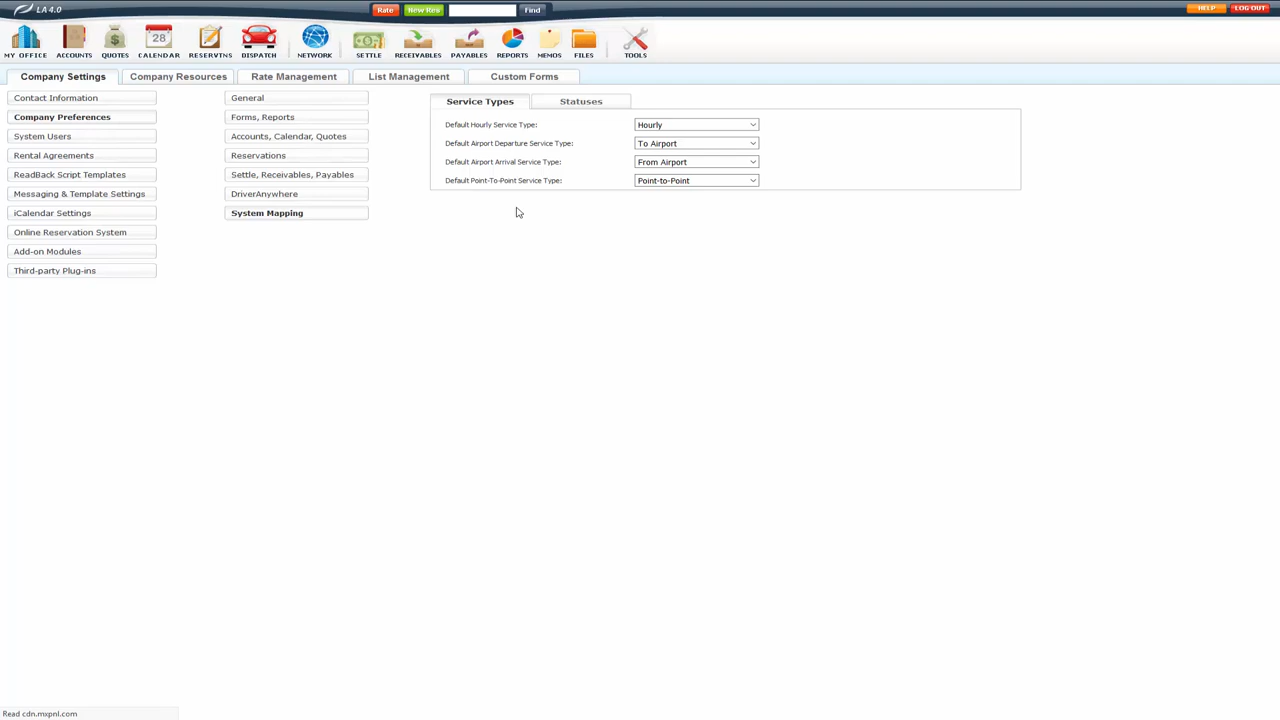 LA 4.0
Rate
New Res
Find
HELP
LOG OUT
MY OFFICE
ACCOUNTS
QUOTES
28
CALENDAR
RESERVTNS
DISPATCH
NETWORK
SETTLE
RECEIVABLES
PAYABLES
REPORTS
MEMOS
FILES
TOOLS
Company Settings
Company Resources
Rate Management
List Management
Custom Forms
Contact Information
Company Preferences
System Users
Rental Agreements
ReadBack Script Templates
Messaging & Template Settings
iCalendar Settings
Online Reservation System
Add-on Modules
Third-party Plug-ins
General
Forms, Reports
Accounts, Calendar, Quotes
Reservations
Settle, Receivables, Payables
DriverAnywhere
System Mapping
Service Types
Statuses
Default Hourly Service Type: Hourly
Default Airport Departure Service Type: To Airport
Default Airport Arrival Service Type: From Airport
Default Point-To-Point Service Type: Point-to-Point
Read cdn.mxpnl.com